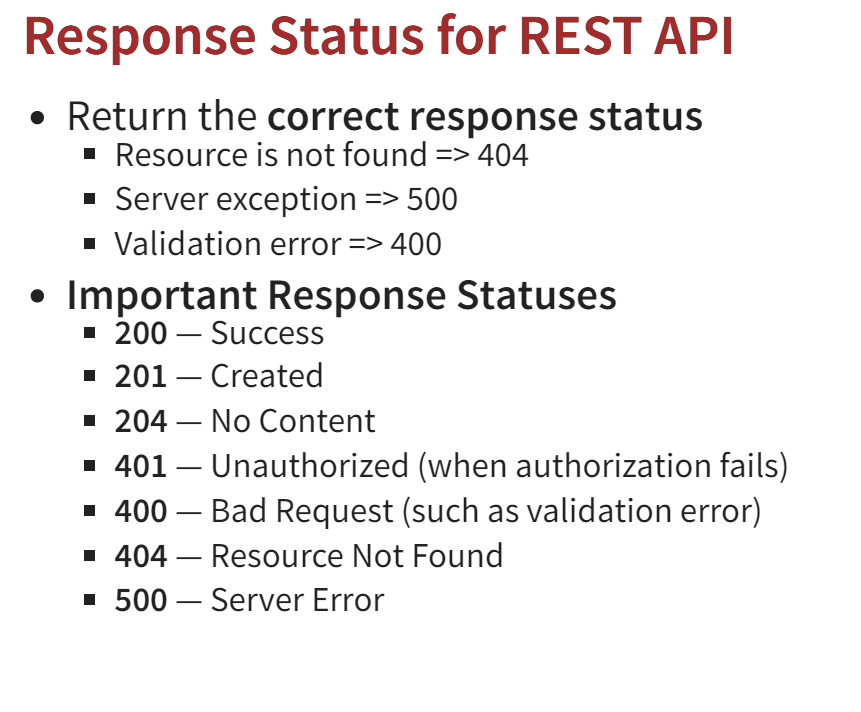 Response Status for REST API
• Return the correct response status
▪ Resource is not found => 404
▪ Server exception => 500
▪ Validation error => 400
• Important Response Statuses
▪ 200 — Success
▪ 201 — Created
▪ 204 — No Content
▪ 401 — Unauthorized (when authorization fails)
▪ 400 — Bad Request (such as validation error)
▪ 404 — Resource Not Found
▪ 500 — Server Error